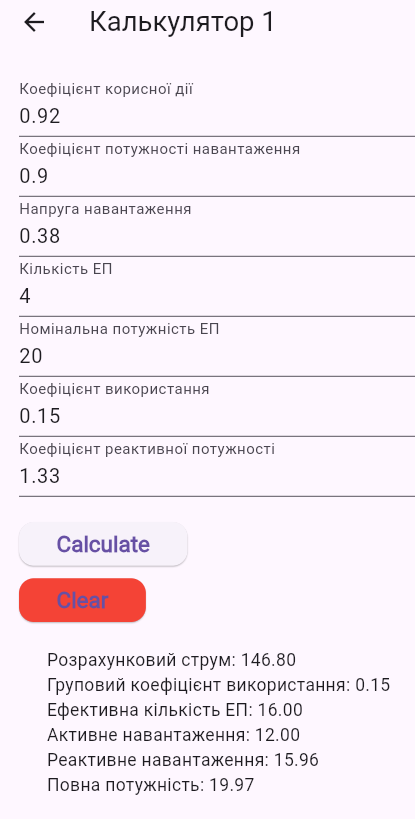 Калькулятор 1
Коефіцієнт корисної дії
0.92
Коефіцієнт потужності навантаження
0.9
Напруга навантаження
0.38
Кількість ЕП
4
Номінальна потужність ЕП
20
Коефіцієнт використання
0.15
Коефіцієнт реактивної потужності
1.33
Calculate
Clear
Розрахунковий струм: 146.80
Груповий коефіцієнт використання: 0.15
Ефективна кількість ЕП: 16.00
Активне навантаження: 12.00
Реактивне навантаження: 15.96
Повна потужність: 19.97